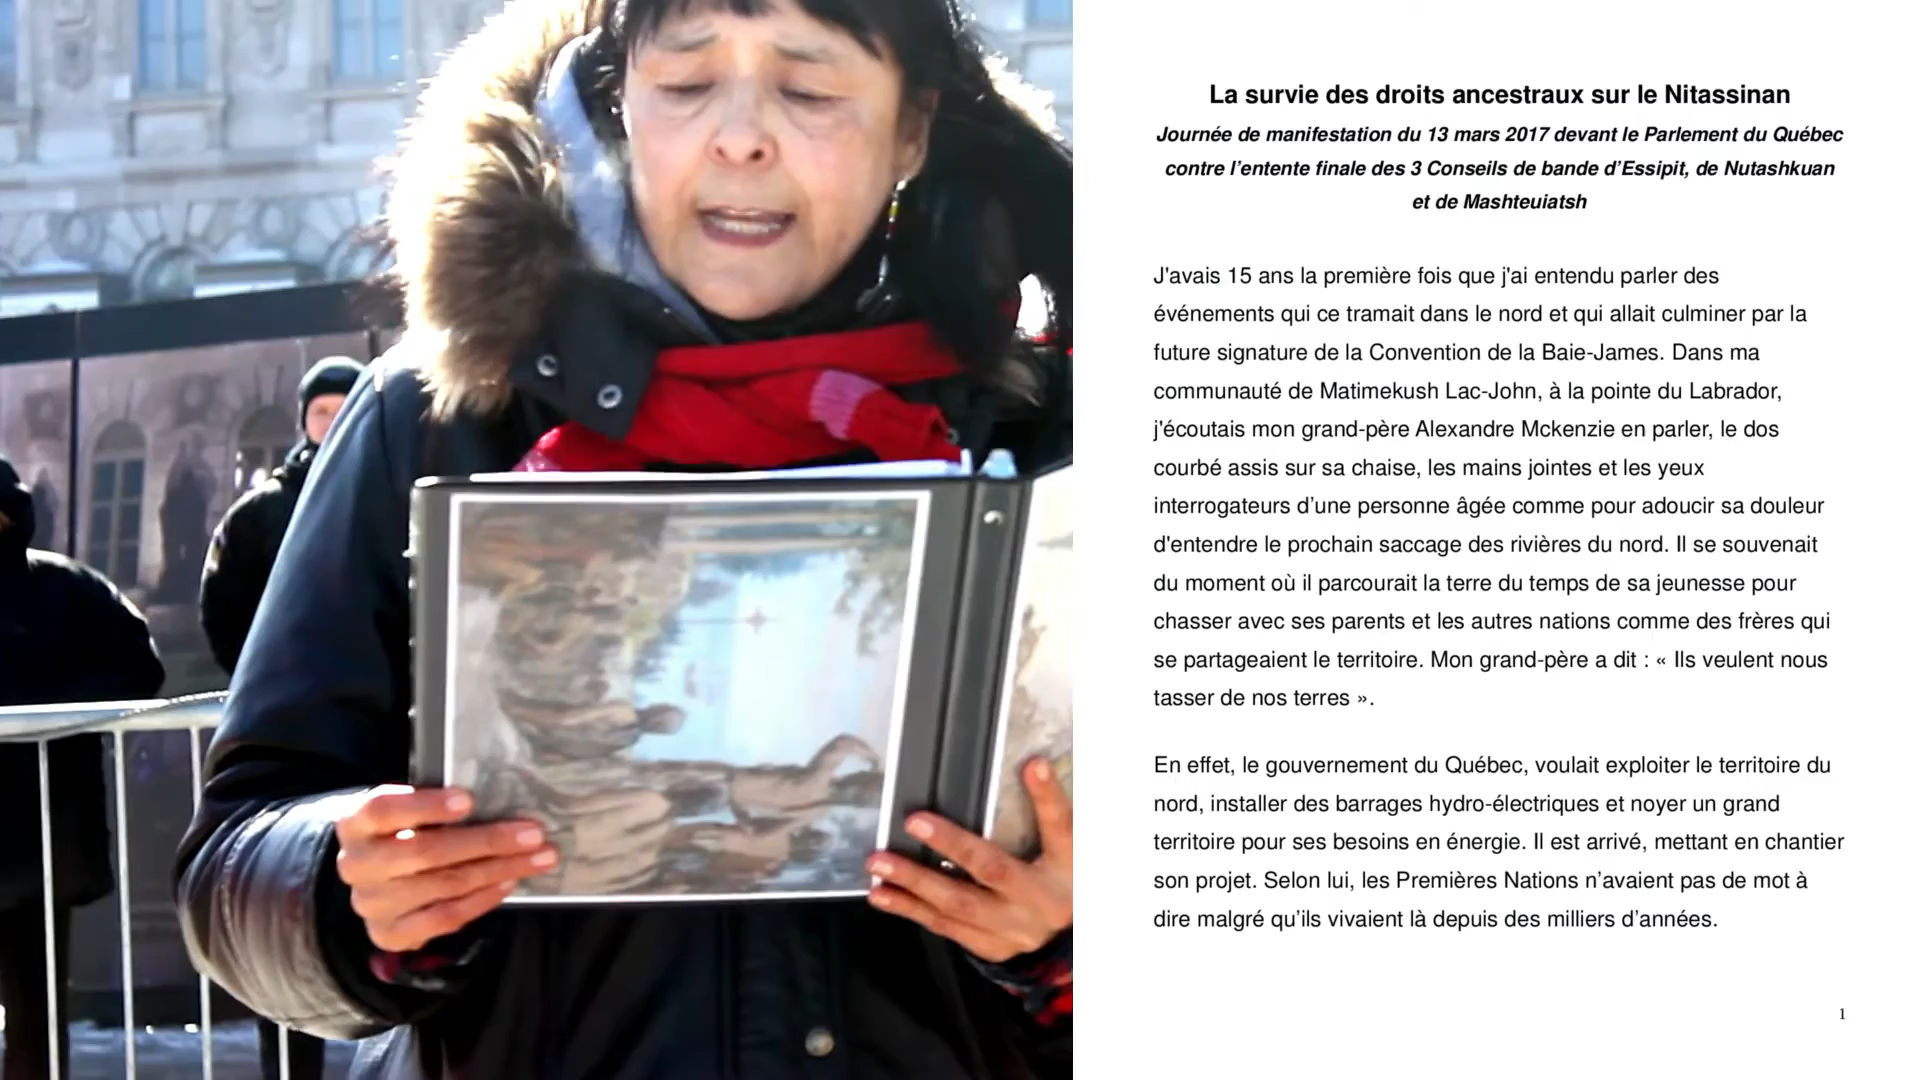 La survie des droits ancestraux sur le Nitassinan
Journée de manifestation du 13 mars 2017 devant le Parlement du Québec
contre l’entente finale des 3 Conseils de bande d’Essipit, de Nutashkuan
et de Mashteuiatsh
J'avais 15 ans la première fois que j'ai entendu parler des
événements qui ce tramait dans le nord et qui allait culminer par la
future signature de la Convention de la Baie-James. Dans ma
communauté de Matimekush Lac-John, à la pointe du Labrador,
j'écoutais mon grand-père Alexandre Mckenzie en parler, le dos
courbé assis sur sa chaise, les mains jointes et les yeux
interrogateurs d’une personne âgée comme pour adoucir sa douleur
d'entendre le prochain saccage des rivières du nord. Il se souvenait
du moment où il parcourait la terre du temps de sa jeunesse pour
chasser avec ses parents et les autres nations comme des frères qui
se partageaient le territoire. Mon grand-père a dit : « Ils veulent nous
tasser de nos terres ».
En effet, le gouvernement du Québec, voulait exploiter le territoire du
nord, installer des barrages hydro-électriques et noyer un grand
territoire pour ses besoins en énergie. Il est arrivé, mettant en chantier
son projet. Selon lui, les Premières Nations n’avaient pas de mot à
dire malgré qu’ils vivaient là depuis des milliers d’années.
1